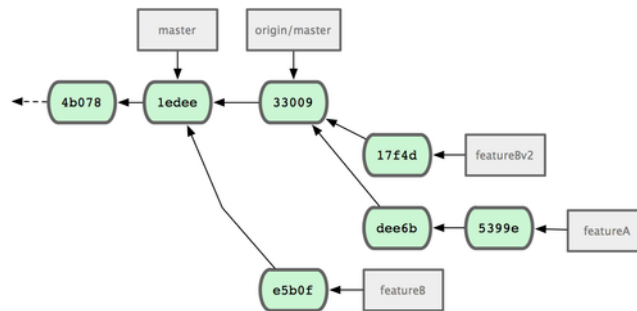 master
origin/master
4b078
1edee
33009
17f4d
featureBv2
dee6b
5399e
featureA
e5b0f
featureB